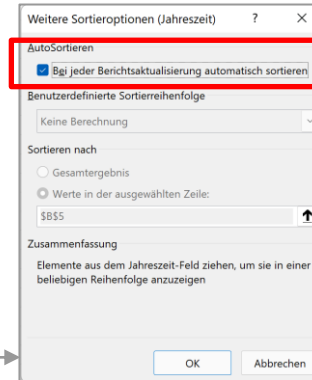 Weitere Sortieroptionen (Jahreszeit) ? ×
AutoSortieren
Bei jeder Berichtsaktualisierung automatisch sortieren
Benutzerdefinierte Sortierreihenfolge
Keine Berechnung
Sortieren nach
Gesamtergebnis
Werte in der ausgewählten Zeile:
$B$5
Zusammenfassung
Elemente aus dem Jahreszeit-Feld ziehen, um sie in einer
beliebigen Reihenfolge anzuzeigen
OK Abbrechen